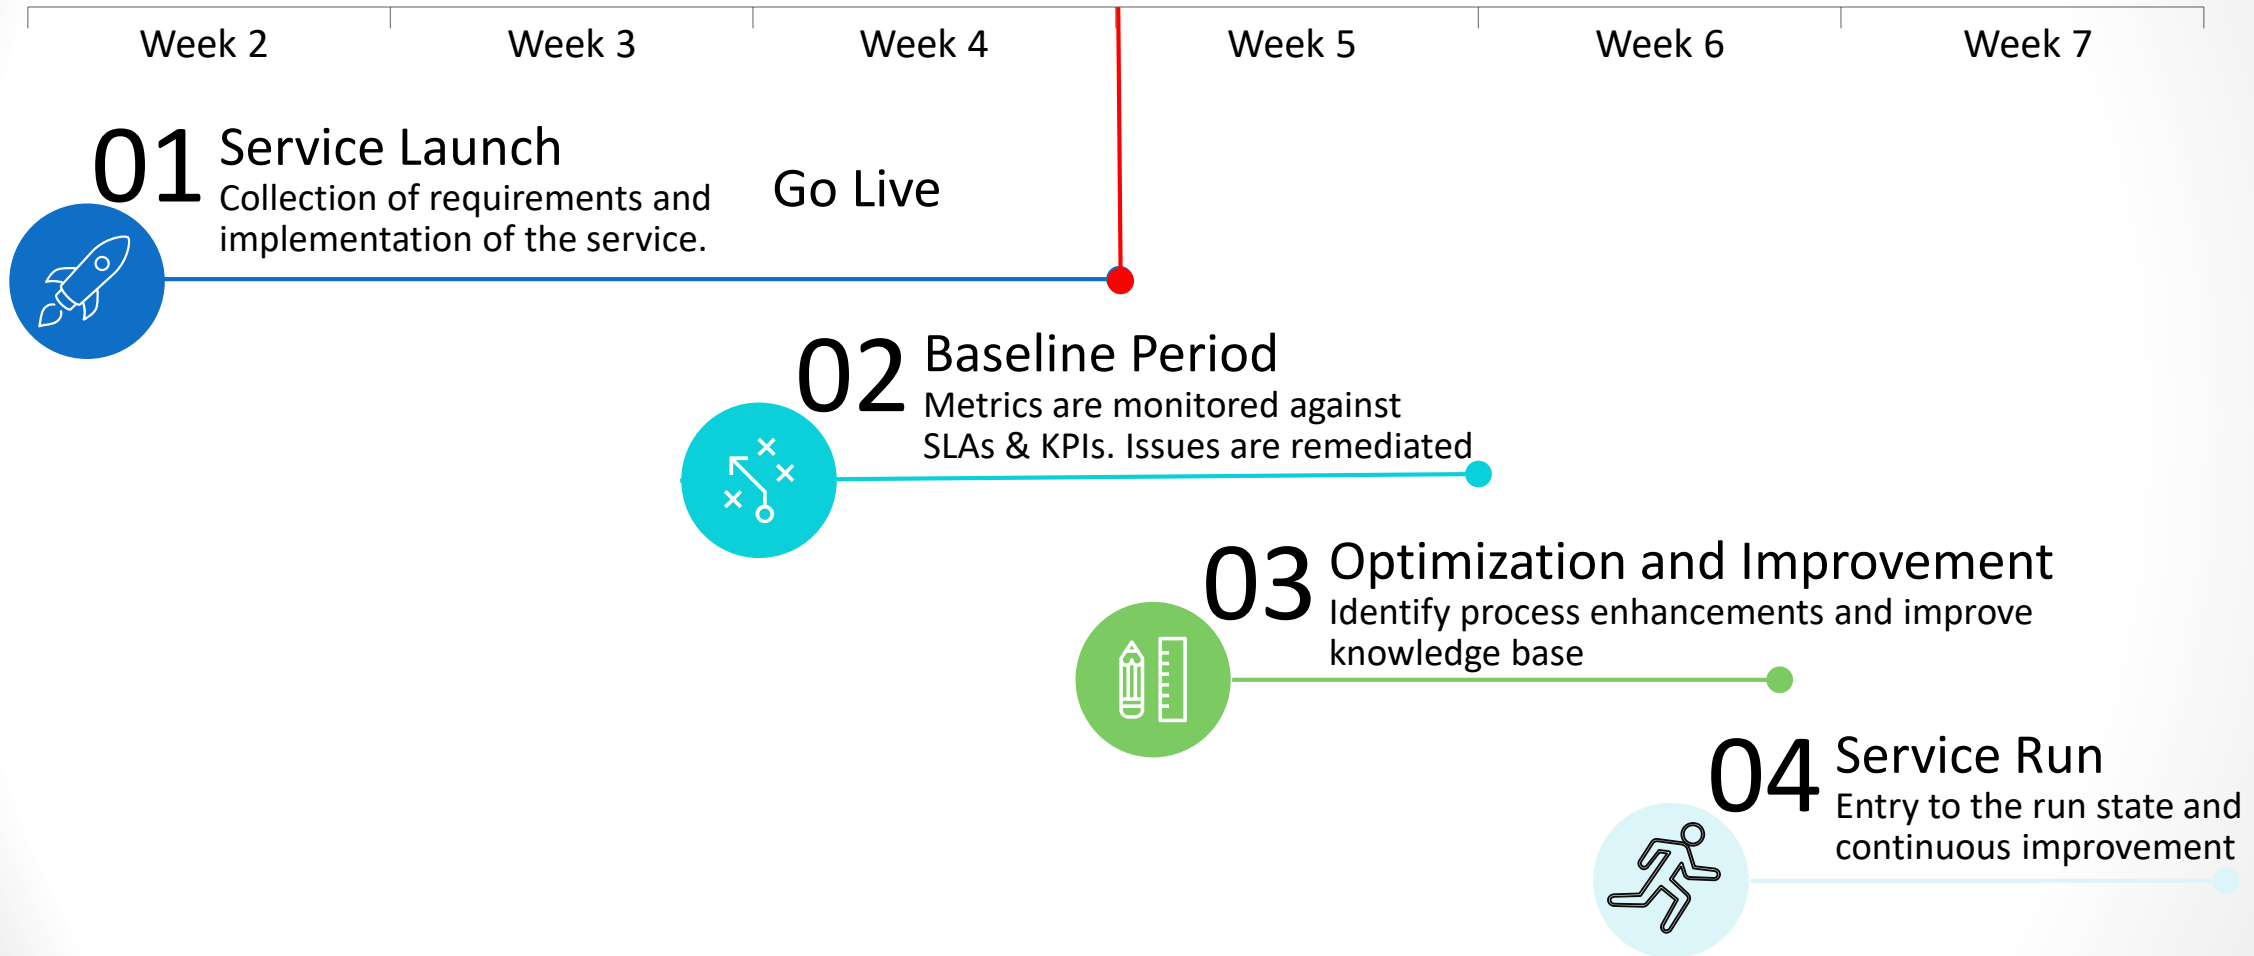 Week 2
Week 3
Week 4
Week 5
Week 6
Week 7
01
Service Launch
Collection of requirements and
implementation of the service.
Go Live
02
Baseline Period
Metrics are monitored against
SLAs & KPIs. Issues are remediated
03
Optimization and Improvement
Identify process enhancements and improve
knowledge base
04
Service Run
Entry to the run state and
continuous improvement